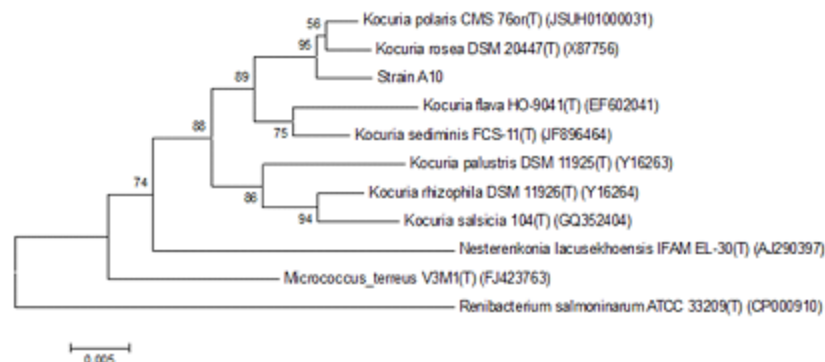 56
Kocuria polaris CMS 76or(T) (JSUH01000031)
95
Kocuria rosea DSM 20447(T) (X87756)
Strain A10
89
Kocuria flava HO-9041(T) (EF602041)
88
75
Kocuria sediminis FCS-11(T) (JF896464)
Kocuria palustris DSM 11925(T) (Y16263)
74
86
Kocuria rhizophila DSM 11926(T) (Y16264)
94
Kocuria salsicia 104(T) (GQ352404)
Nesterenkonia lacusekhoensis IFAM EL-30(T) (AJ290397)
Micrococcus_terreus V3M1(T) (FJ423763)
Renibacterium salmoninarum ATCC 33209(T) (CP000910)
0.005